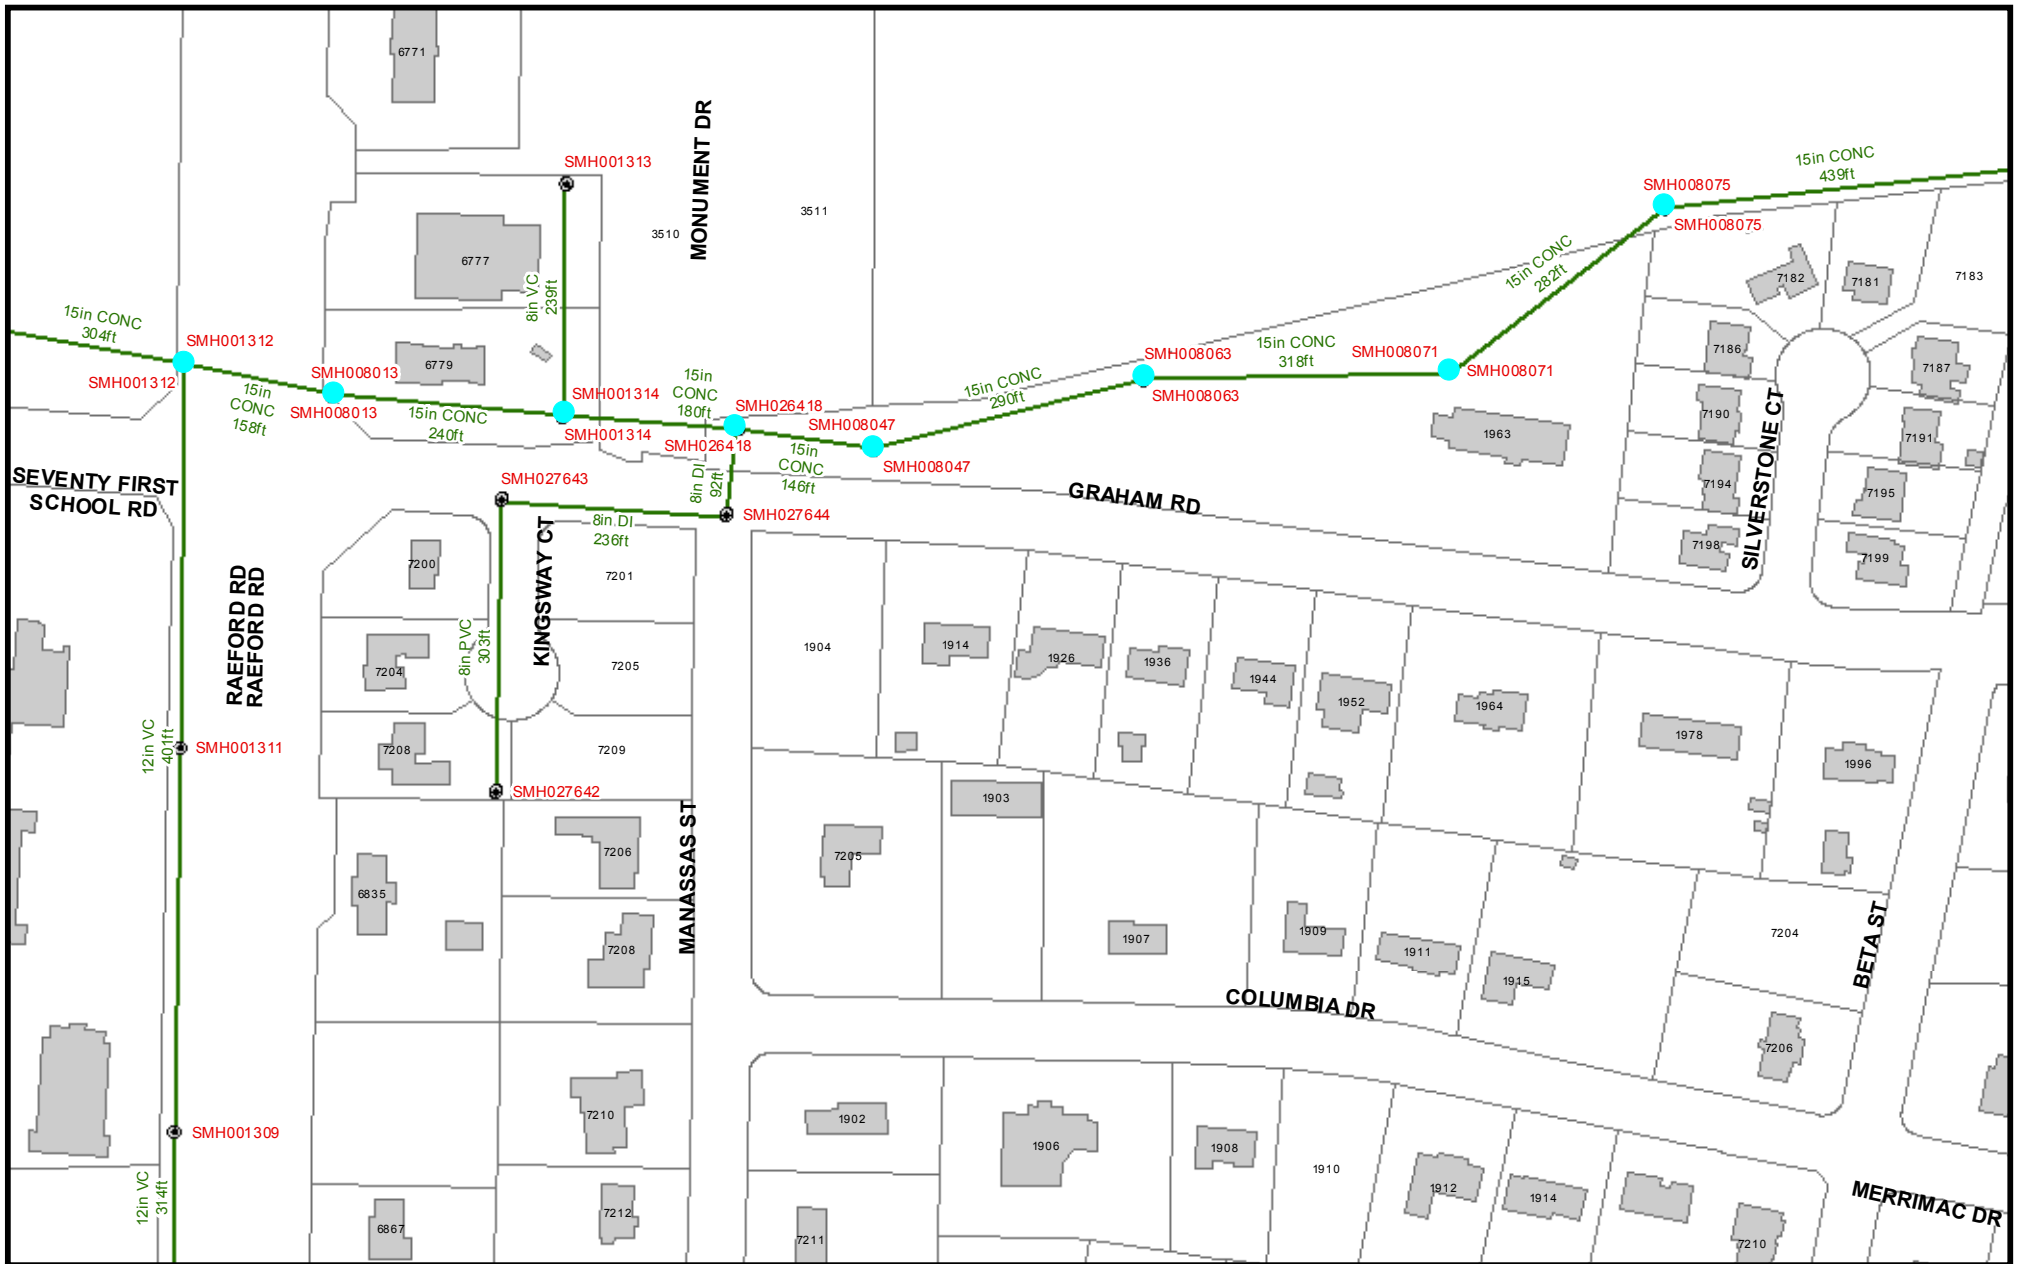 6771
MONUMENT DR
SMH001313
15in CONC
439ft
SMH008075
SMH008075
3511
3510
6777
8in VC
239ft
15in CONC
282ft
7182
7181
7183
15in CONC
304ft
SMH001312
SMH001312
6779
SMH008013
SMH008013
15in
CONC
158ft
15in CONC
240ft
SMH001314
SMH001314
15in
CONC
180ft
SMH026418
SMH026418
SMH008047
SMH008047
15in
CONC
146ft
15in CONC
290ft
SMH008063
SMH008063
15in CONC
318ft
SMH008071
SMH008071
7186
7187
7190
7191
1963
SILVERSTONE CT
7194
7195
7198
7199
SEVENTY FIRST
SCHOOL RD
SMH027643
8in DI
92ft
SMH027644
8in DI
236ft
GRAHAM RD
RAEFORD RD
RAEFORD RD
7200
KINGSWAY CT
7201
8in PVC
303ft
7204
7205
7208
7209
1904
1914
1926
1936
1944
1952
1964
1978
1996
12in VC
401ft
SMH001311
SMH027642
MANASSAS ST
7206
1903
7205
6835
7208
1907
1909
1911
1915
7204
BETA ST
COLUMBIA DR
7206
SMH001309
7210
1902
1906
1908
1910
1912
1914
12in VC
314ft
6867
7212
7211
7210
MERRIMAC DR